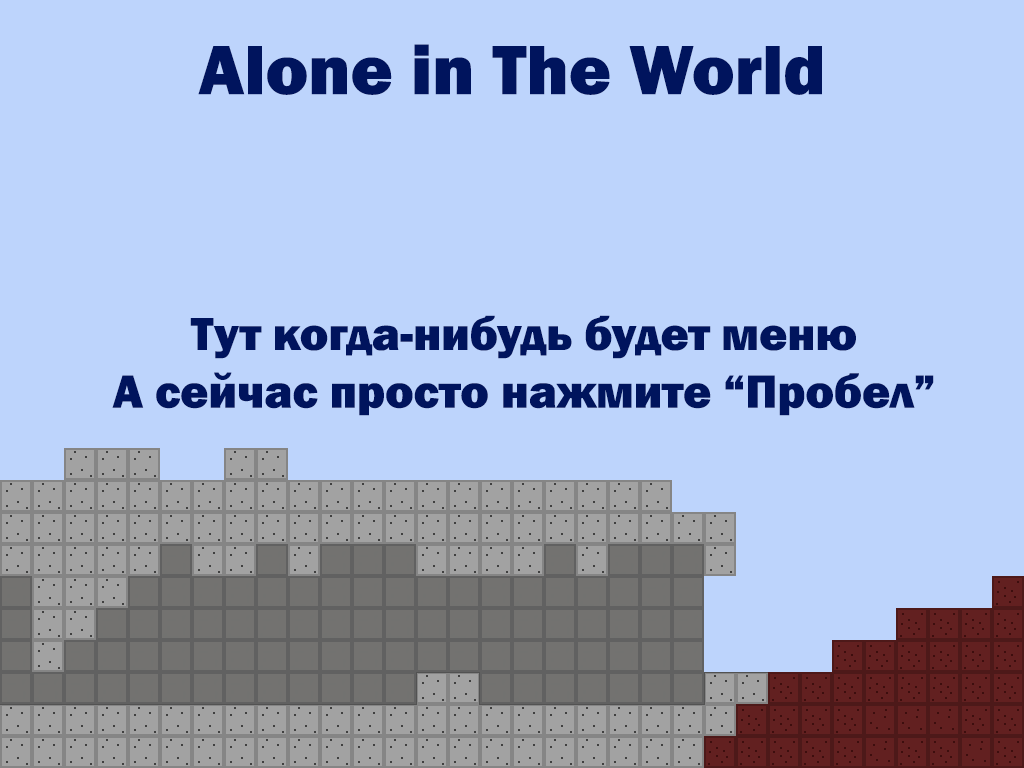 Alone in The World
Тут когда-нибудь будет меню
А сейчас просто нажмите “Пробел”